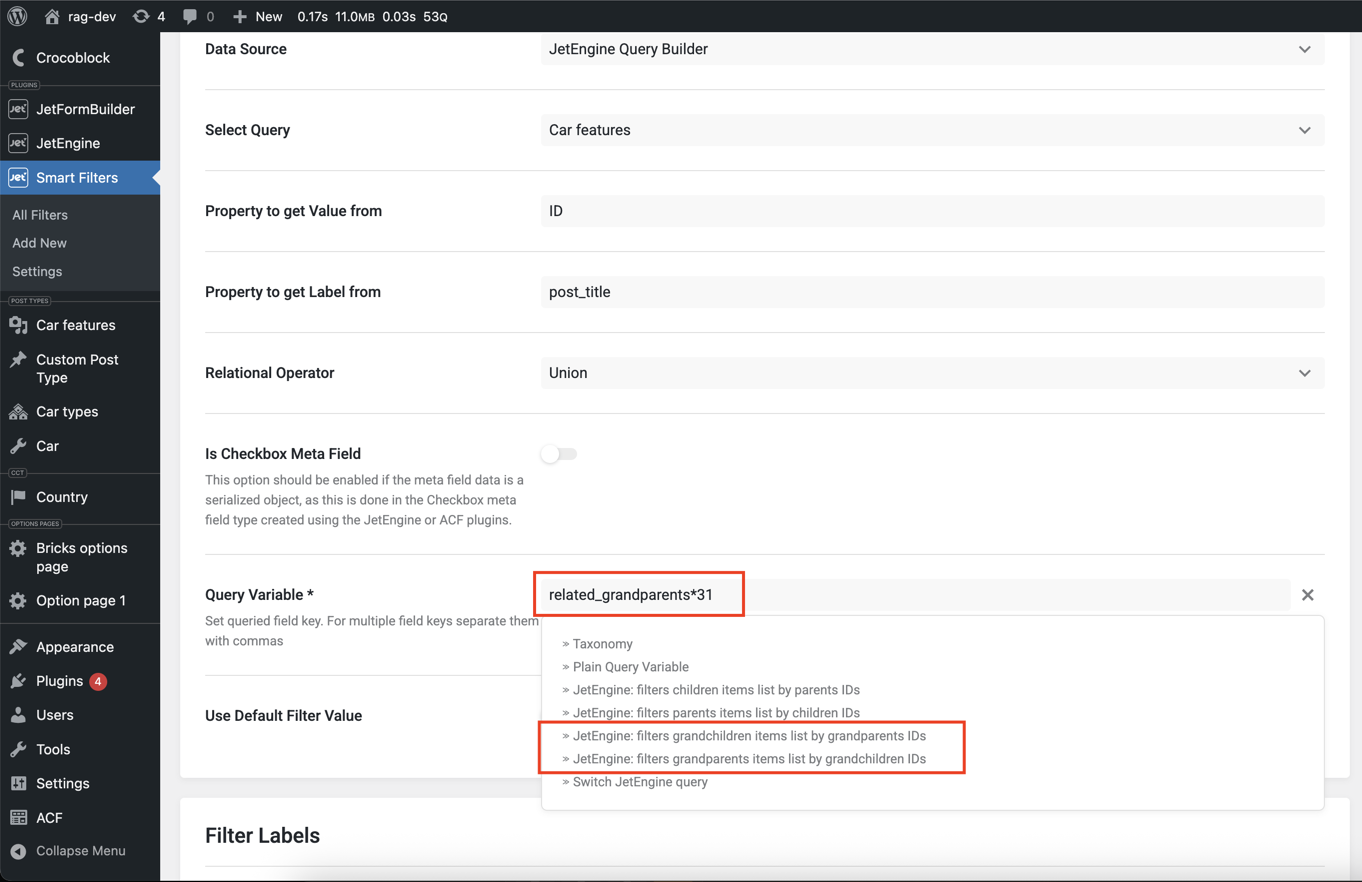 rag-dev 4 0 New 0.17s 11.0MB 0.03s 53Q
Crocoblock
PLUGINS
JetFormBuilder
JetEngine
Smart Filters
All Filters
Add New
Settings
POST TYPES
Car features
Custom Post
Type
Car types
Car
CCT
Country
OPTIONS PAGES
Bricks options
page
Option page 1
Appearance
Plugins 4
Users
Tools
Settings
ACF
Collapse Menu
Data Source JetEngine Query Builder
Select Query Car features
Property to get Value from ID
Property to get Label from post_title
Relational Operator Union
Is Checkbox Meta Field
This option should be enabled if the meta field data is a
serialized object, as this is done in the Checkbox meta
field type created using the JetEngine or ACF plugins.
Query Variable * related_grandparents*31
Set queried field key. For multiple field keys separate them
with commas
» Taxonomy
» Plain Query Variable
» JetEngine: filters children items list by parents IDs
» JetEngine: filters parents items list by children IDs
» JetEngine: filters grandchildren items list by grandparents IDs
» JetEngine: filters grandparents items list by grandchildren IDs
» Switch JetEngine query
Use Default Filter Value
Filter Labels